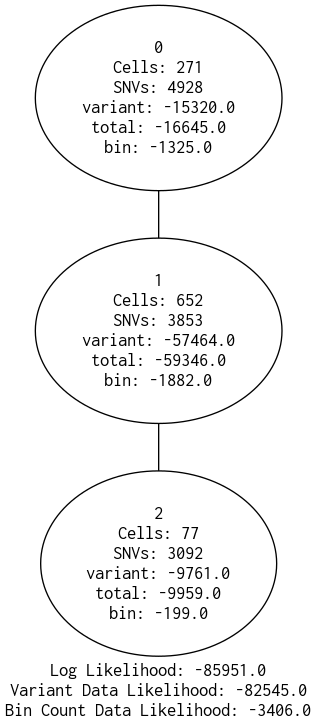 0
Cells: 271
SNVs: 4928
variant: -15320.0
total: -16645.0
bin: -1325.0
1
Cells: 652
SNVs: 3853
variant: -57464.0
total: -59346.0
bin: -1882.0
2
Cells: 77
SNVs: 3092
variant: -9761.0
total: -9959.0
bin: -199.0
Log Likelihood: -85951.0
Variant Data Likelihood: -82545.0
Bin Count Data Likelihood: -3406.0